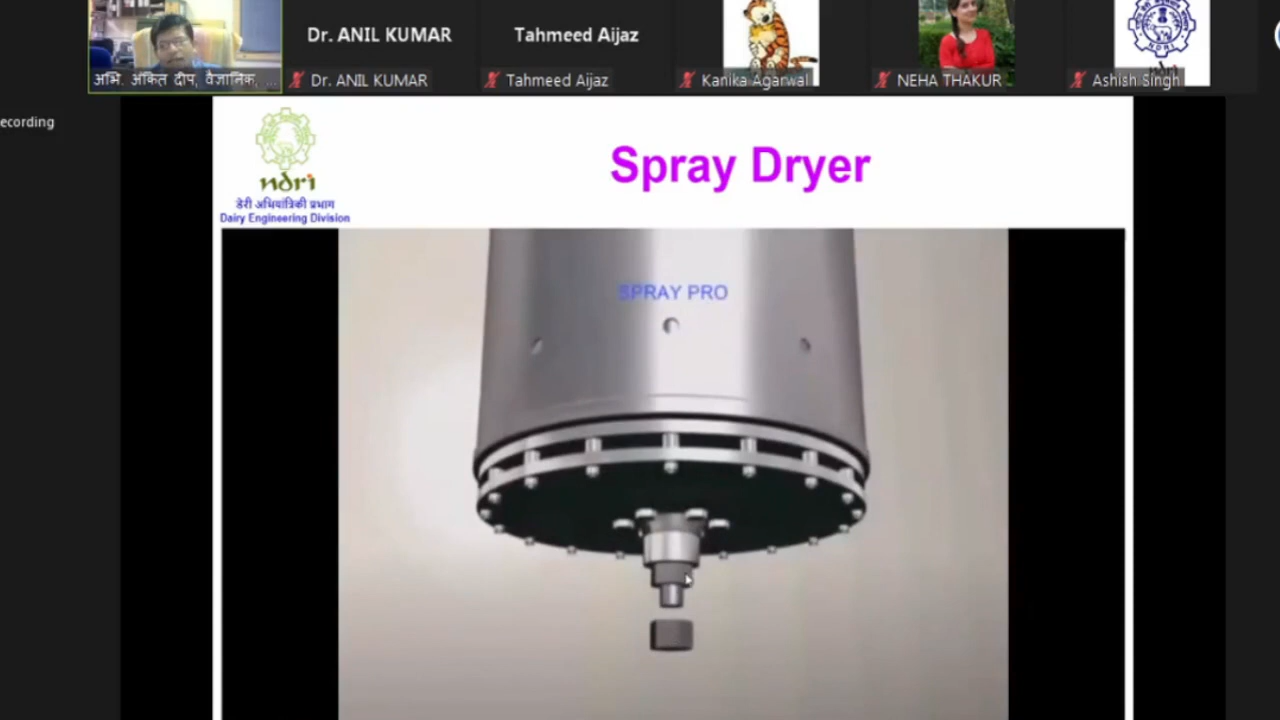 Dr. ANIL KUMAR
Tahmeed Aijaz
अभि. अंकित दीप, वैज्ञानिक, ...
Dr. ANIL KUMAR
Tahmeed Aijaz
Kanika Agarwal
NEHA THAKUR
Ashish Singh
ecording
ndri
डेरी अभियांत्रिकी प्रभाग
Dairy Engineering Division
Spray Dryer
SPRAY PRO